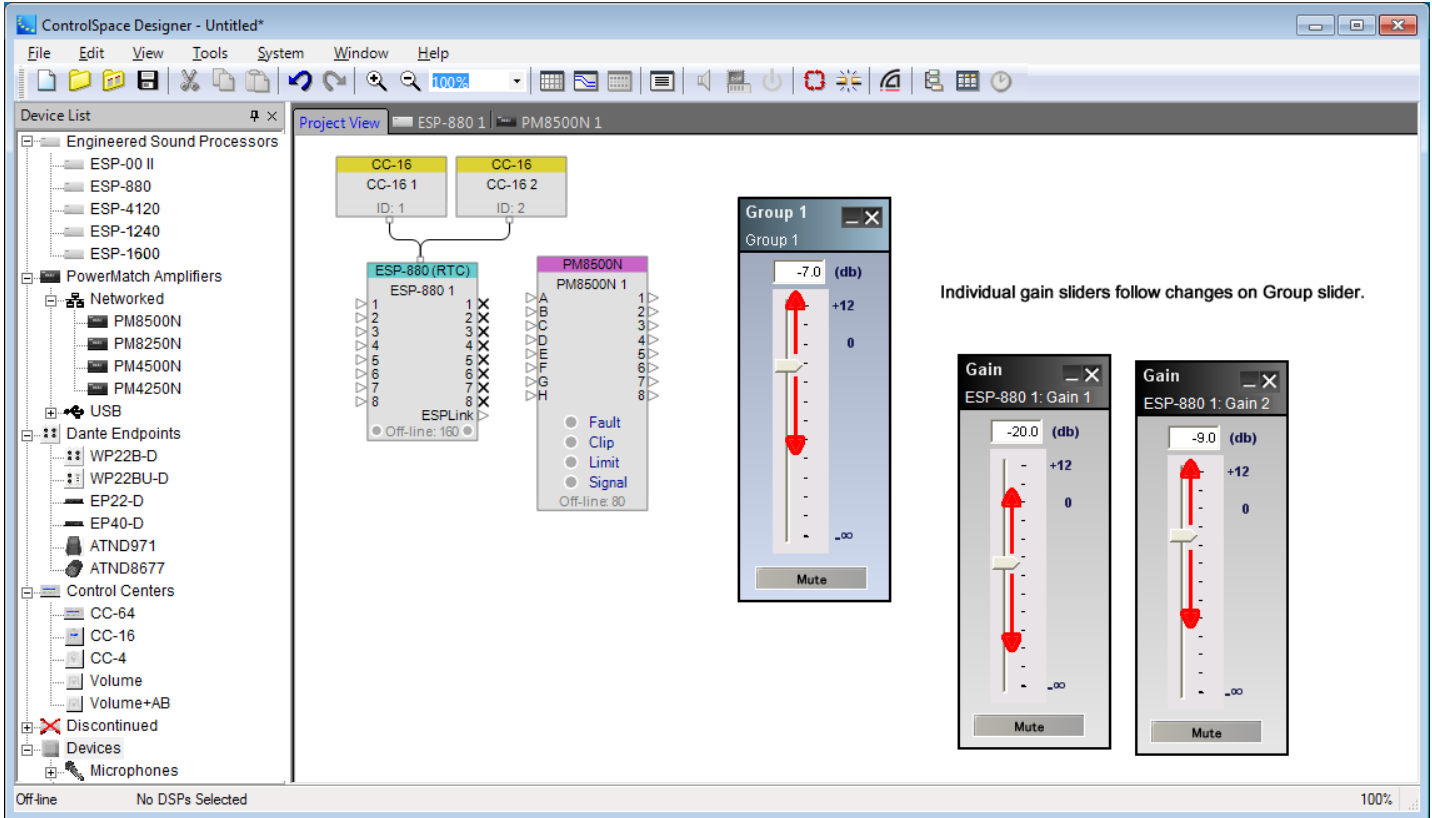 ControlSpace Designer - Untitled*
File Edit View Tools System Window Help
100%
Device List
Engineered Sound Processors
ESP-00 II
ESP-880
ESP-4120
ESP-1240
ESP-1600
PowerMatch Amplifiers
Networked
PM8500N
PM8250N
PM4500N
PM4250N
USB
Dante Endpoints
WP22B-D
WP22BU-D
EP22-D
EP40-D
ATND971
ATND8677
Control Centers
CC-64
CC-16
CC-4
Volume
Volume+AB
Discontinued
Devices
Microphones
Project View ESP-880 1 PM8500N 1
CC-16
CC-16 1
ID: 1
CC-16
CC-16 2
ID: 2
ESP-880 (RTC)
ESP-880 1
1 1
2 2
3 3
4 4
5 5
6 6
7 7
8 8
ESPLink
Off-line: 160
PM8500N
PM8500N 1
A 1
B 2
C 3
D 4
E 5
F 6
G 7
H 8
Fault
Clip
Limit
Signal
Off-line: 80
Group 1
Group 1
-7.0 (db)
+12
0
-∞
Mute
Individual gain sliders follow changes on Group slider.
Gain
ESP-880 1: Gain 1
-20.0 (db)
+12
0
-∞
Mute
Gain
ESP-880 1: Gain 2
-9.0 (db)
+12
0
-∞
Mute
Off-line No DSPs Selected 100%